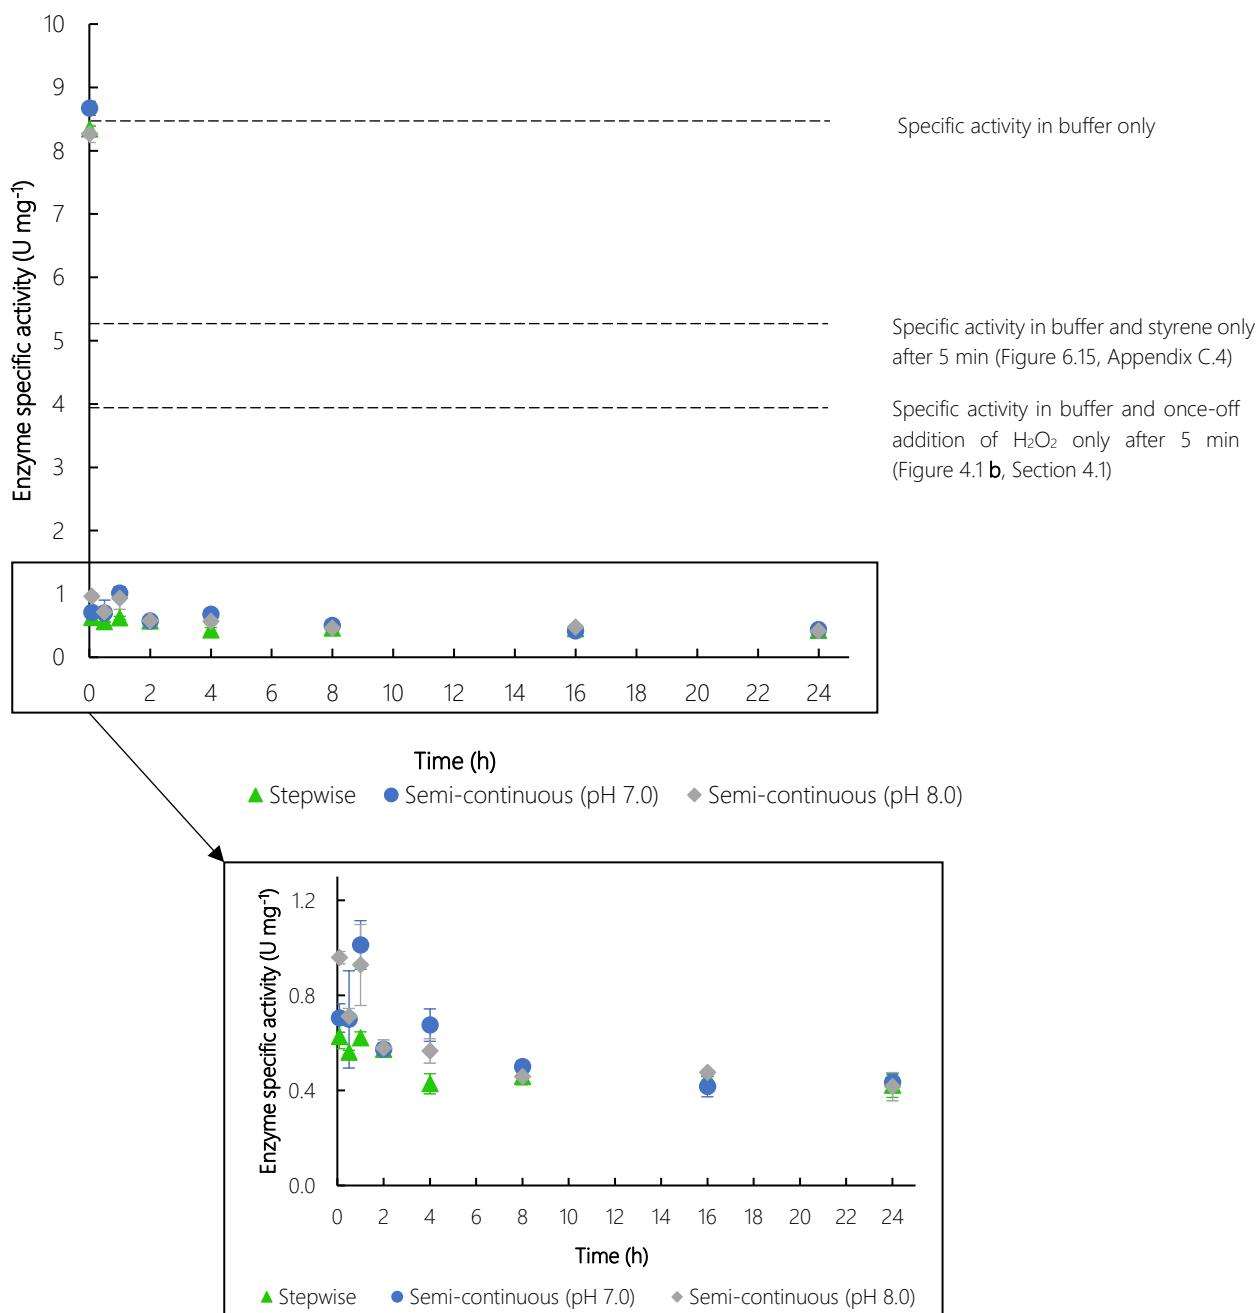 10
9
8
7
6
5
4
3
2
1
0
Enzyme specific activity (U mg⁻¹)
Specific activity in buffer only
Specific activity in buffer and styrene only
after 5 min (Figure 6.15, Appendix C.4)
Specific activity in buffer and once-off
addition of H₂O₂ only after 5 min
(Figure 4.1 b, Section 4.1)
0 2 4 6 8 10 12 14 16 18 20 22 24
Time (h)
Stepwise Semi-continuous (pH 7.0) Semi-continuous (pH 8.0)
1.2
0.8
0.4
0.0
Enzyme specific activity (U mg⁻¹)
0 2 4 6 8 10 12 14 16 18 20 22 24
Time (h)
Stepwise Semi-continuous (pH 7.0) Semi-continuous (pH 8.0)